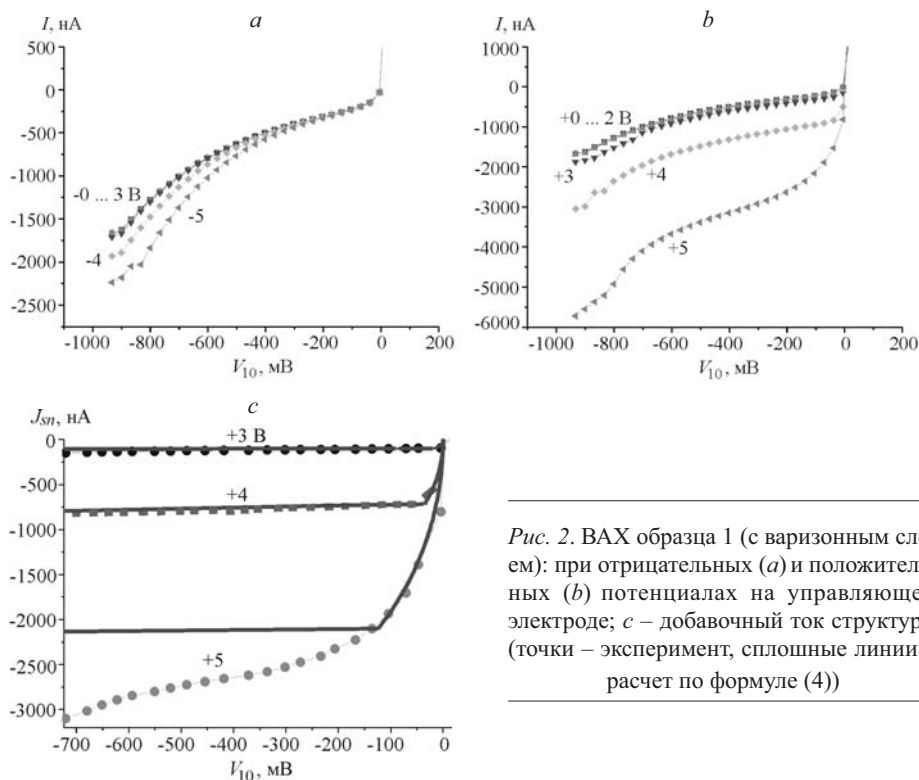 a
I, нА
500
0
-500
-1000
-1500
-2000
-2500
-0 ... 3 В
-4
-5
-1000 -800 -600 -400 -200 0 200
V10, мВ
b
I, нА
1000
0
-1000
-2000
-3000
-4000
-5000
-6000
+0 ... 2 В
+3
+4
+5
-1000 -800 -600 -400 -200 0 200
V10, мВ
c
Jsn, нА
0
-500
-1000
-1500
-2000
-2500
-3000
+3 В
+4
+5
-700 -600 -500 -400 -300 -200 -100 0
V10, мВ
Рис. 2. ВАХ образца 1 (с варизонным сло
ем): при отрицательных (a) и положител
ных (b) потенциалах на управляюще
электроде; c – добавочный ток структур
(точки – эксперимент, сплошные линии
расчет по формуле (4))